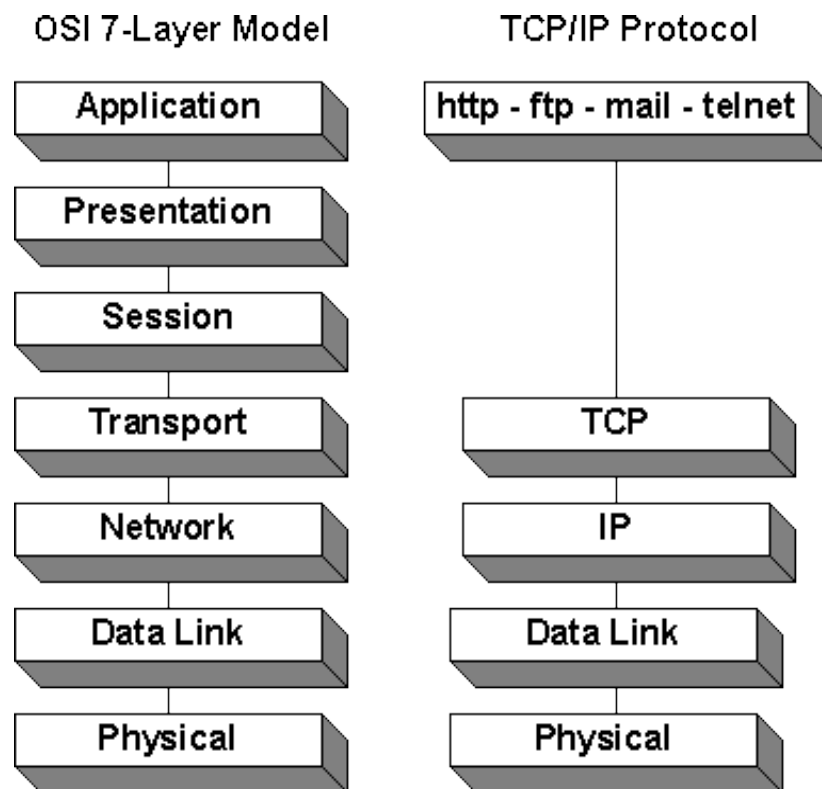 OSI 7-Layer Model
Application
Presentation
Session
Transport
Network
Data Link
Physical
TCP/IP Protocol
http - ftp - mail - telnet
TCP
IP
Data Link
Physical